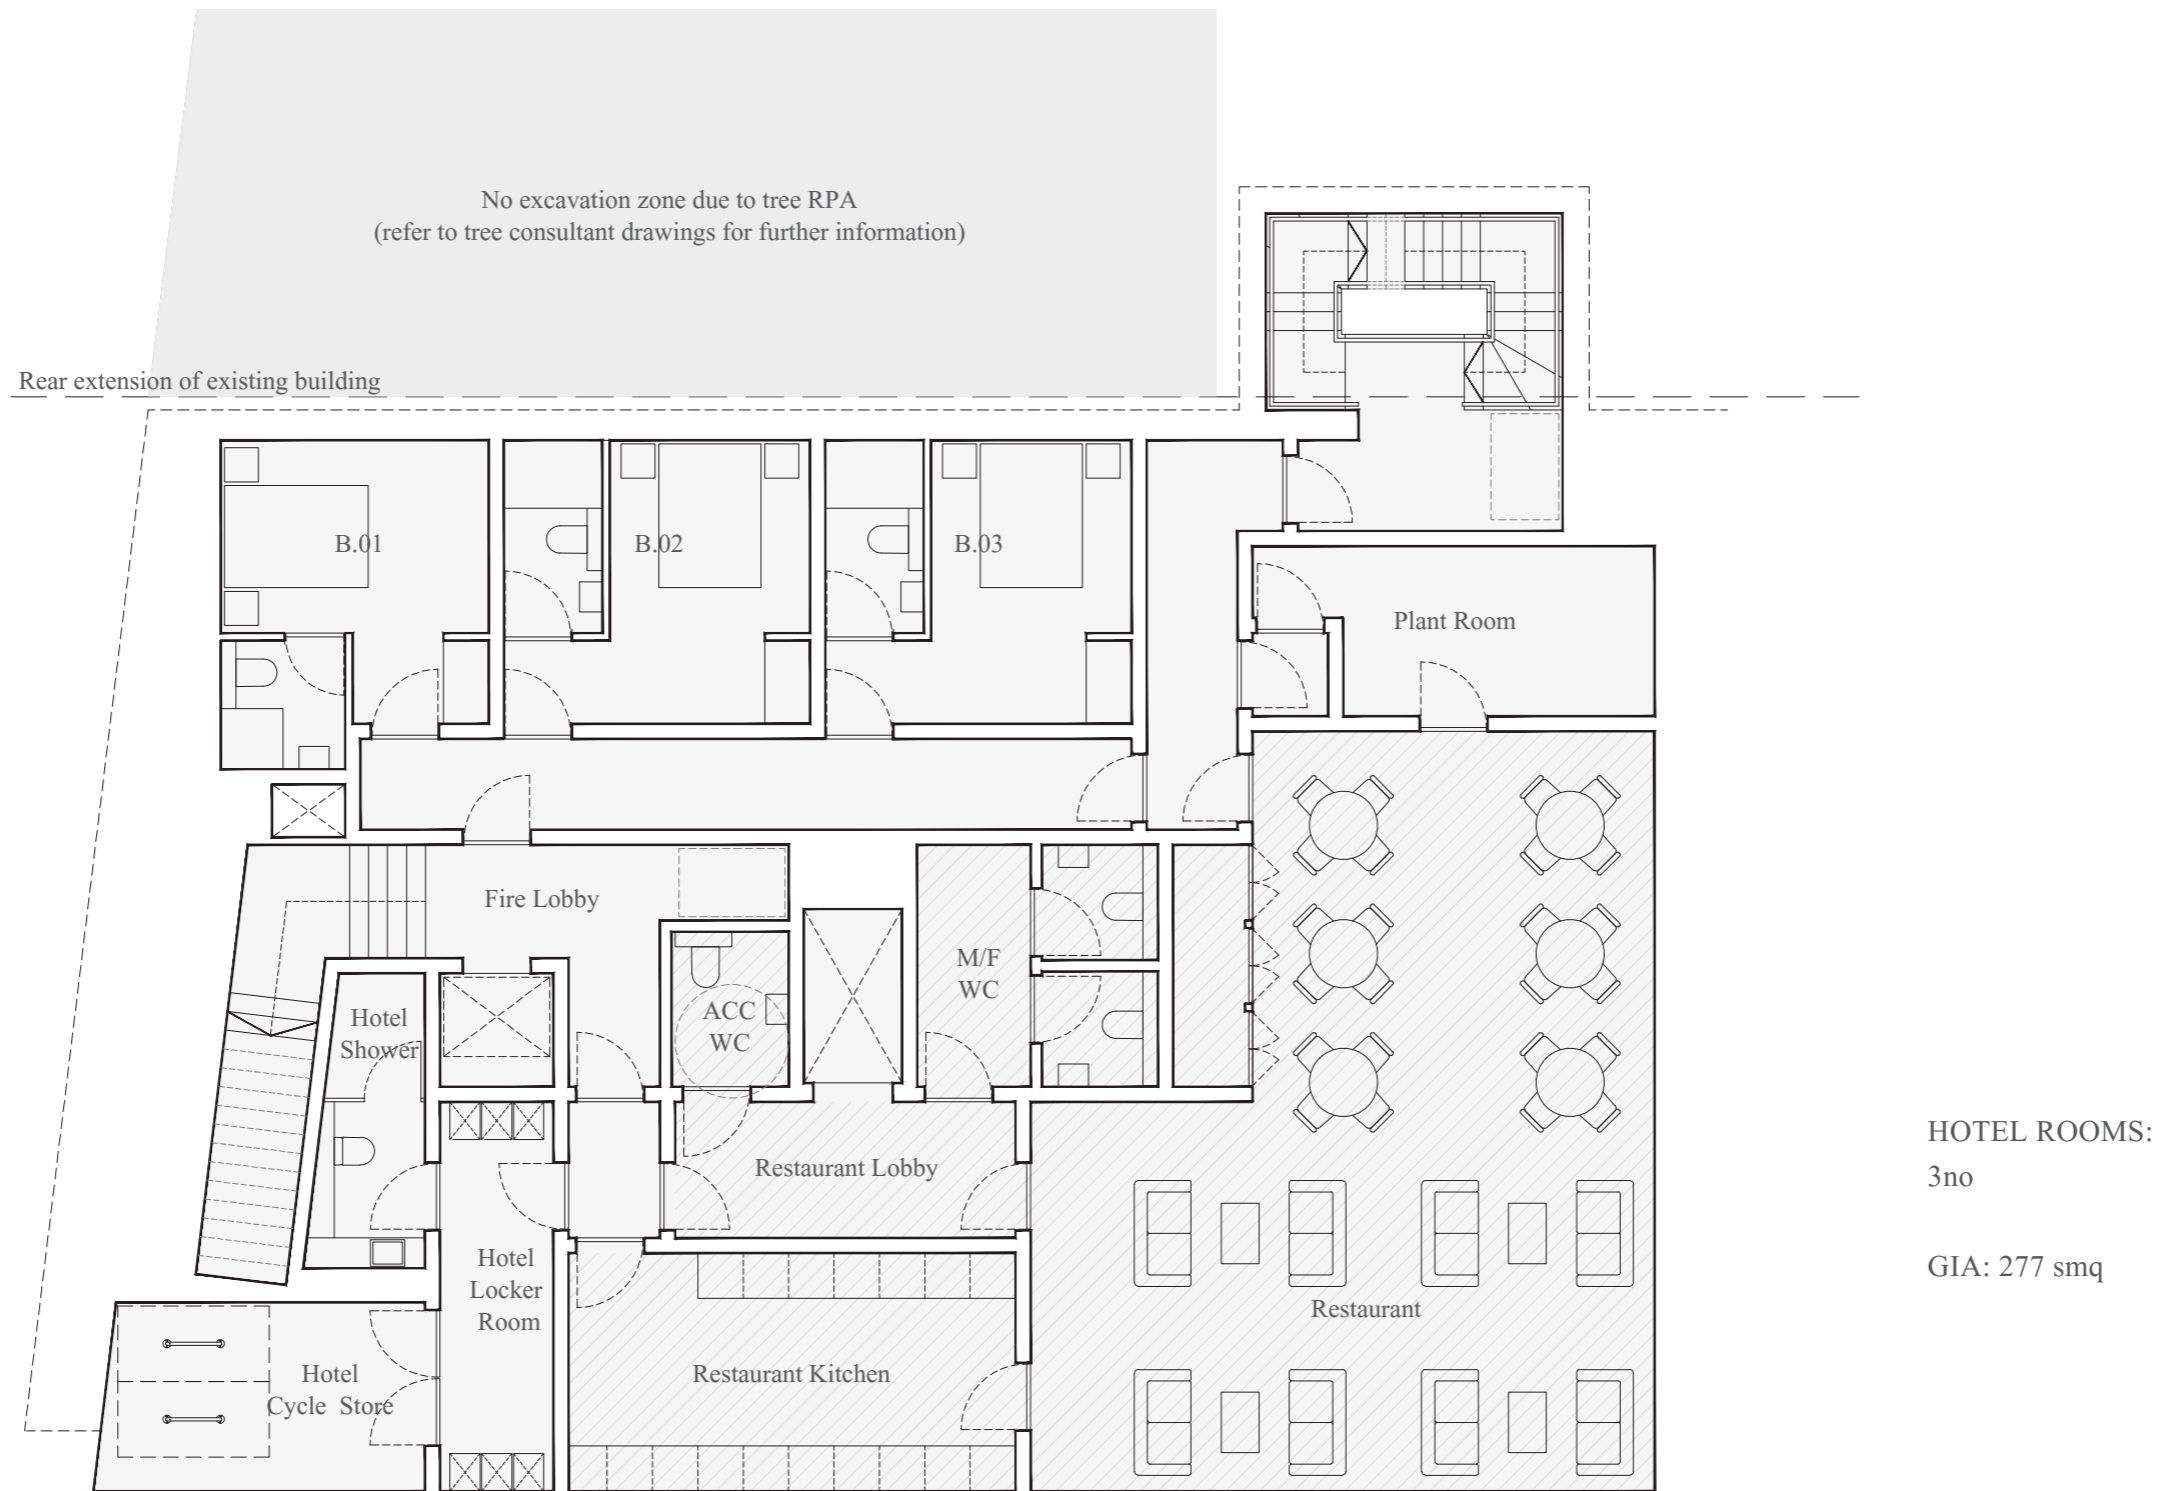 No excavation zone due to tree RPA
(refer to tree consultant drawings for further information)
Rear extension of existing building
B.01
B.02
B.03
Plant Room
Fire Lobby
M/F
WC
Hotel
Shower
ACC
WC
Restaurant Lobby
HOTEL ROOMS:
3no
GIA: 277 smq
Hotel
Locker
Room
Restaurant
Restaurant Kitchen
Hotel
Cycle Store